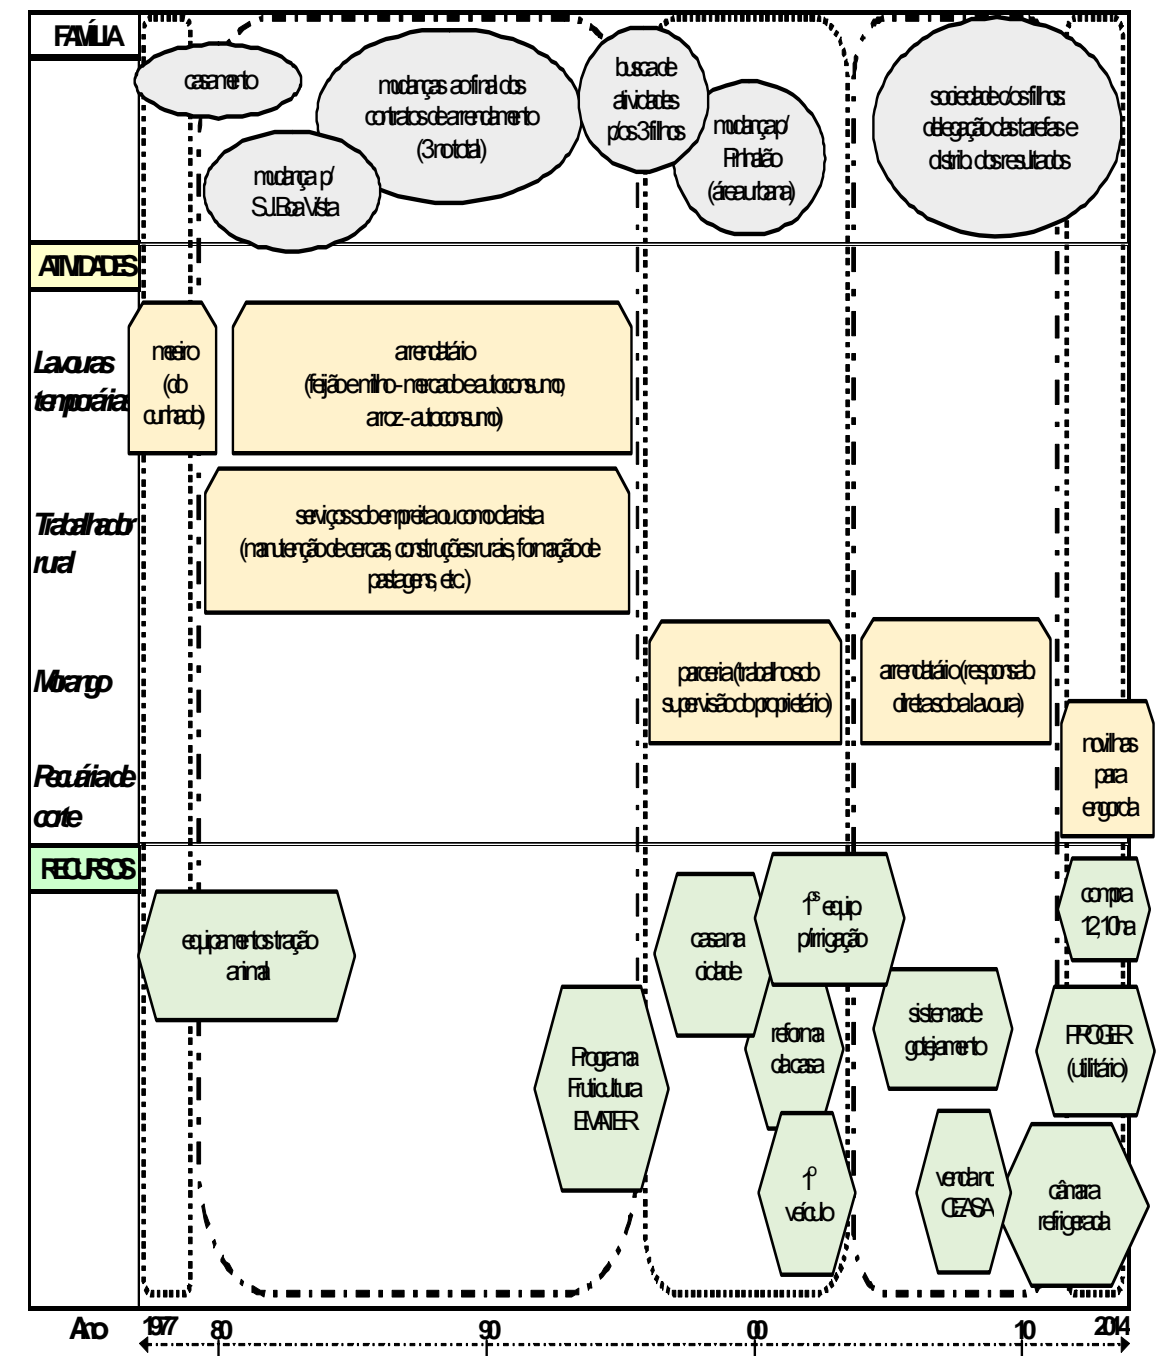 FAMÍLIA
casamento
mudança p/
S.J.Boa Vista
mudanças ao final dos
contratos de arrendamento
(3 no total)
busca de
atividades
p/os 3 filhos
mudança p/
Pinhalão
(área urbana)
sociedade c/os filhos:
delegação das tarefas e
distrib. dos resultados
ATIVIDADES
Lavouras
temporárias
meeiro
(do
cunhado)
arrendatário
(feijão e milho - mercado e autoconsumo;
arroz - autoconsumo)
Trabalhador
rural
serviços sob empreita ou como diarista
(manutenção de cercas, construções rurais, formação de
pastagens, etc.)
Morango
parceria (trabalho sob
supervisão do proprietário)
arrendatário (responsab.
direta sob a lavoura)
Pecuária de
corte
novilhas
para
engorda
RECURSOS
equipamentos tração
animal
Programa
Fruticultura
EMATER
casa na
cidade
1ºs equip.
p/irrigação
reforma
da casa
1º
veículo
sistema de
gotejamento
venda no
CEASA
compra
12,10ha
PROGER
(utilitário)
câmara
refrigerada
Ano
1977
80
90
00
10
2014